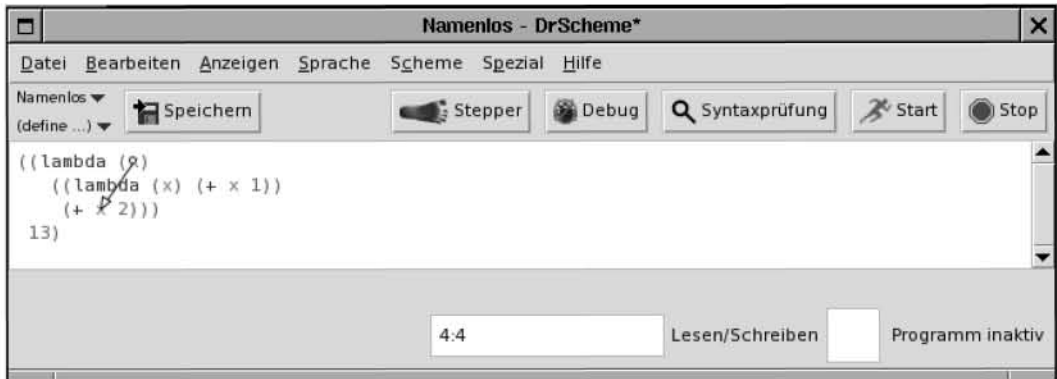 Namenlos - DrScheme*
Datei Bearbeiten Anzeigen Sprache Scheme Spezial Hilfe
Namenlos
(define ...)
Speichern Stepper Debug Syntaxprüfung Start Stop
((lambda (x)
((lambda (x) (+ x 1))
(+ x 2)))
13)
4:4 Lesen/Schreiben Programm inaktiv